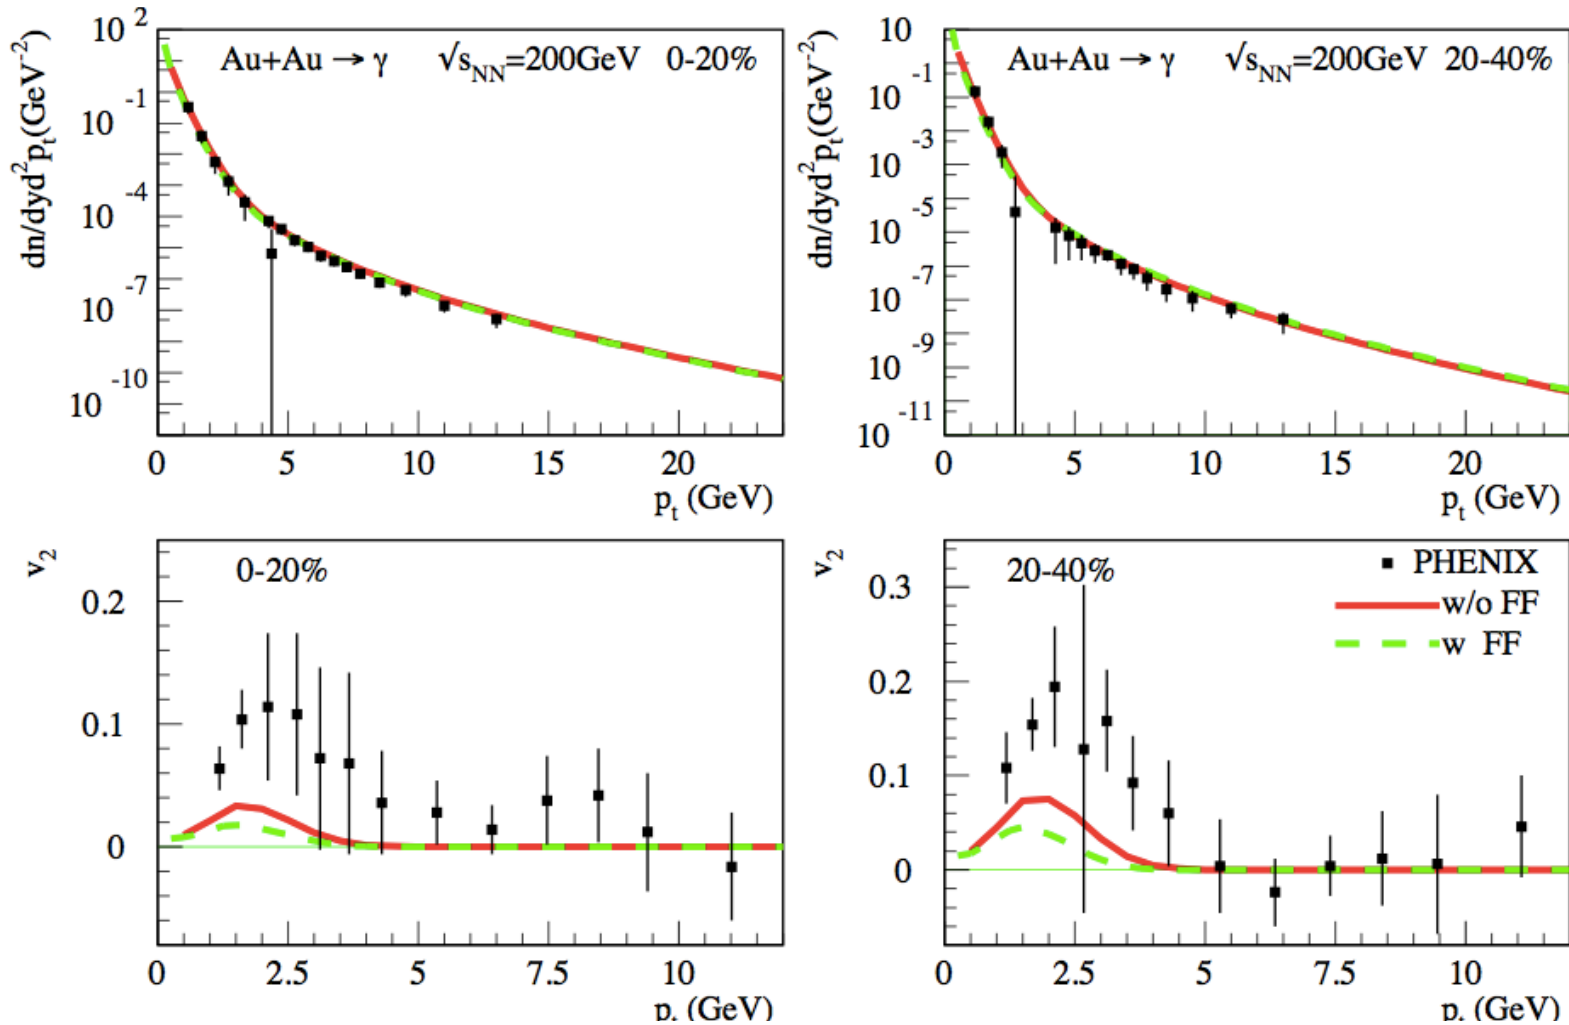 Au+Au → γ √sNN=200GeV 0-20%
dn/dyd²pt(GeV⁻²)
10 2
10 -1
10 -4
10 -7
10 -10
0 5 10 15 20
pt (GeV)
Au+Au → γ √sNN=200GeV 20-40%
dn/dyd²pt(GeV⁻²)
10
10 -1
10 -3
10 -5
10 -7
10 -9
10 -11
0 5 10 15 20
pt (GeV)
v2
0-20%
0.2
0.1
0
0 2.5 5 7.5 10
pt (GeV)
v2
20-40%
PHENIX
w/o FF
w FF
0.3
0.2
0.1
0
0 2.5 5 7.5 10
pt (GeV)